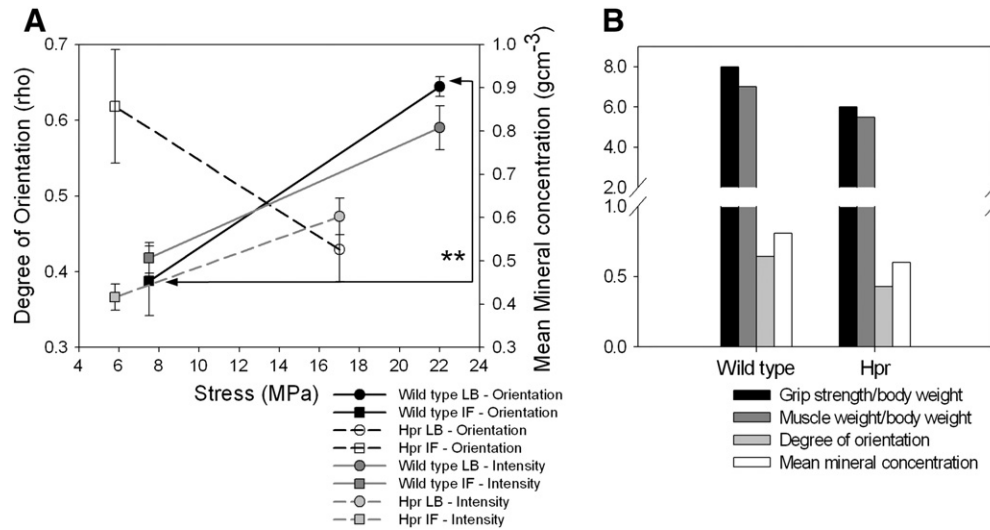 A
Degree of Orientation (rho)
0.7
0.6
0.5
0.4
0.3
4 6 8 10 12 14 16 18 20 22 24
Stress (MPa)
1.0
0.9
0.8
0.7
0.6
0.5
0.4
0.3
Mean Mineral concentration (gcm⁻³)
**
Wild type LB - Orientation
Wild type IF - Orientation
Hpr LB - Orientation
Hpr IF - Orientation
Wild type LB - Intensity
Wild type IF - Intensity
Hpr LB - Intensity
Hpr IF - Intensity
B
8.0
6.0
4.0
2.0
1.0
0.5
0.0
Wild type Hpr
Grip strength/body weight
Muscle weight/body weight
Degree of orientation
Mean mineral concentration